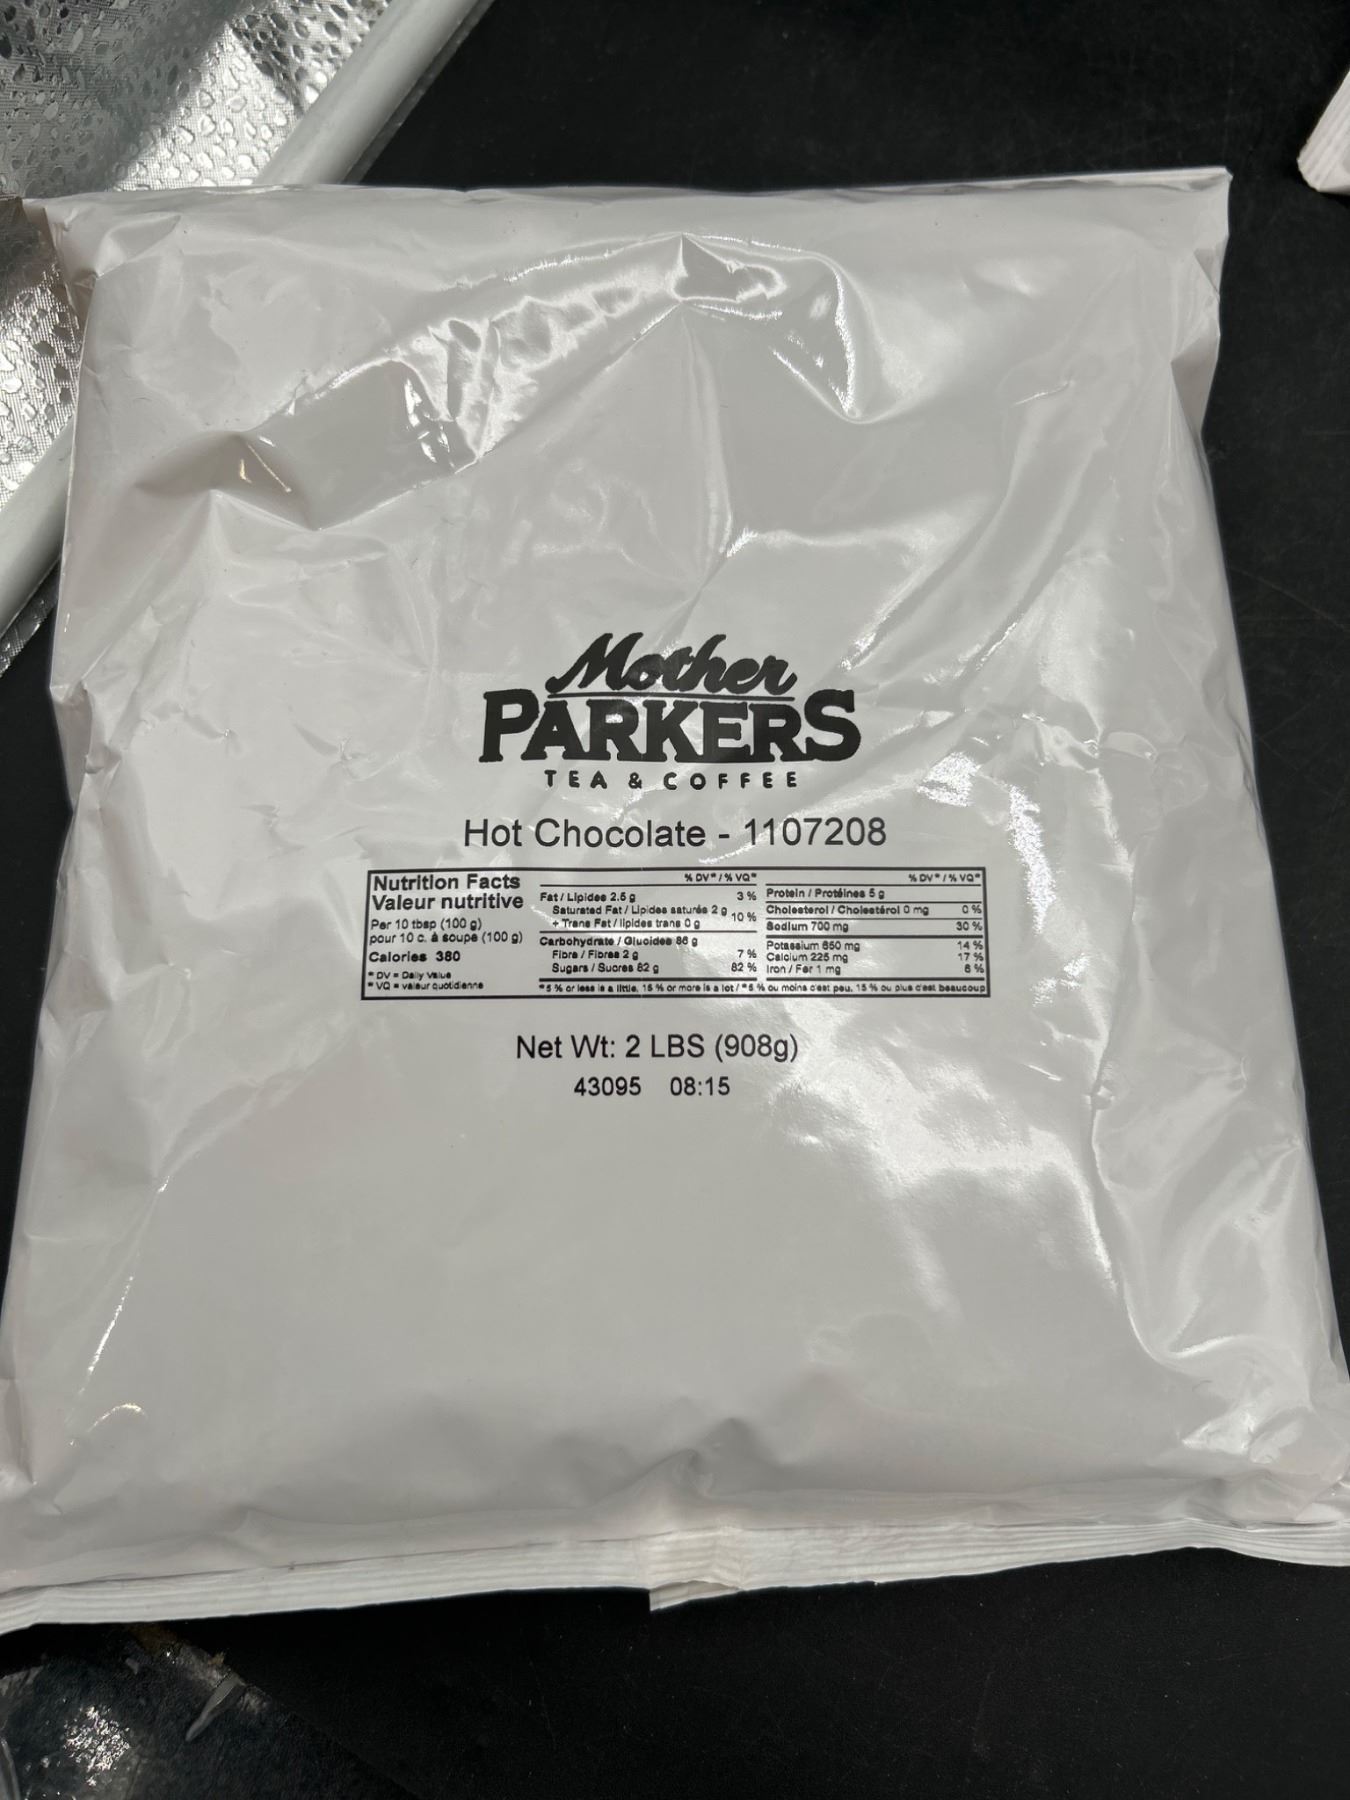 Mother
PARKERS
TEA & COFFEE
Hot Chocolate - 1107208
Nutrition Facts
Valeur nutritive
Per 10 tbsp (100 g)
pour 10 c. à soupe (100 g)
Calories 380
* DV = Daily Value
* VQ = valeur quotidienne
% DV* / % VQ*
Fat / Lipides 2.5 g 3 %
Saturated Fat / Lipides saturés 2 g
+ Trans Fat / lipides trans 0 g 10 %
Carbohydrate / Glucides 86 g
Fibre / Fibres 2 g 7 %
Sugars / Sucres 82 g 82 %
% DV* / % VQ*
Protein / Protéines 5 g
Cholesterol / Cholestérol 0 mg 0 %
Sodium 700 mg 30 %
Potassium 650 mg 14 %
Calcium 225 mg 17 %
Iron / Fer 1 mg 6 %
*5 % or less is a little, 15 % or more is a lot / *5 % ou moins c'est peu, 15 % ou plus c'est beaucoup
Net Wt: 2 LBS (908g)
43095 08:15